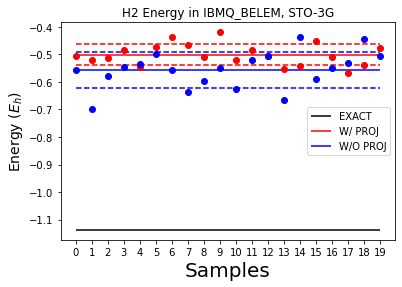 H2 Energy in IBMQ_BELEM, STO-3G
Energy ($E_h$)
−0.4
−0.5
−0.6
−0.7
−0.8
−0.9
−1.0
−1.1
EXACT
W/ PROJ
W/O PROJ
0 1 2 3 4 5 6 7 8 9 10 11 12 13 14 15 16 17 18 19
Samples